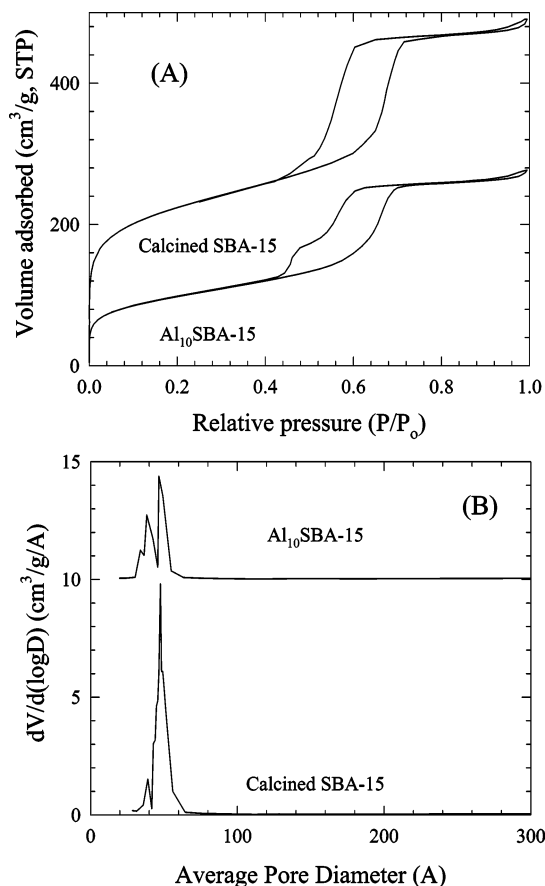 (A)
Volume adsorbed (cm³/g, STP)
400
200
0
Calcined SBA-15
Al₁₀SBA-15
0.0 0.2 0.4 0.6 0.8 1.0
Relative pressure (P/Pₒ)
(B)
dV/d(logD) (cm³/g/A)
15
10
5
0
Al₁₀SBA-15
Calcined SBA-15
0 100 200 300
Average Pore Diameter (A)